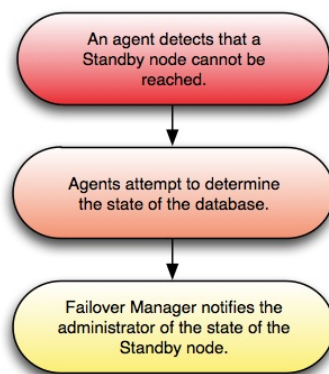 An agent detects that a
Standby node cannot be
reached.
Agents attempt to determine
the state of the database.
Failover Manager notifies the
administrator of the state of the
Standby node.